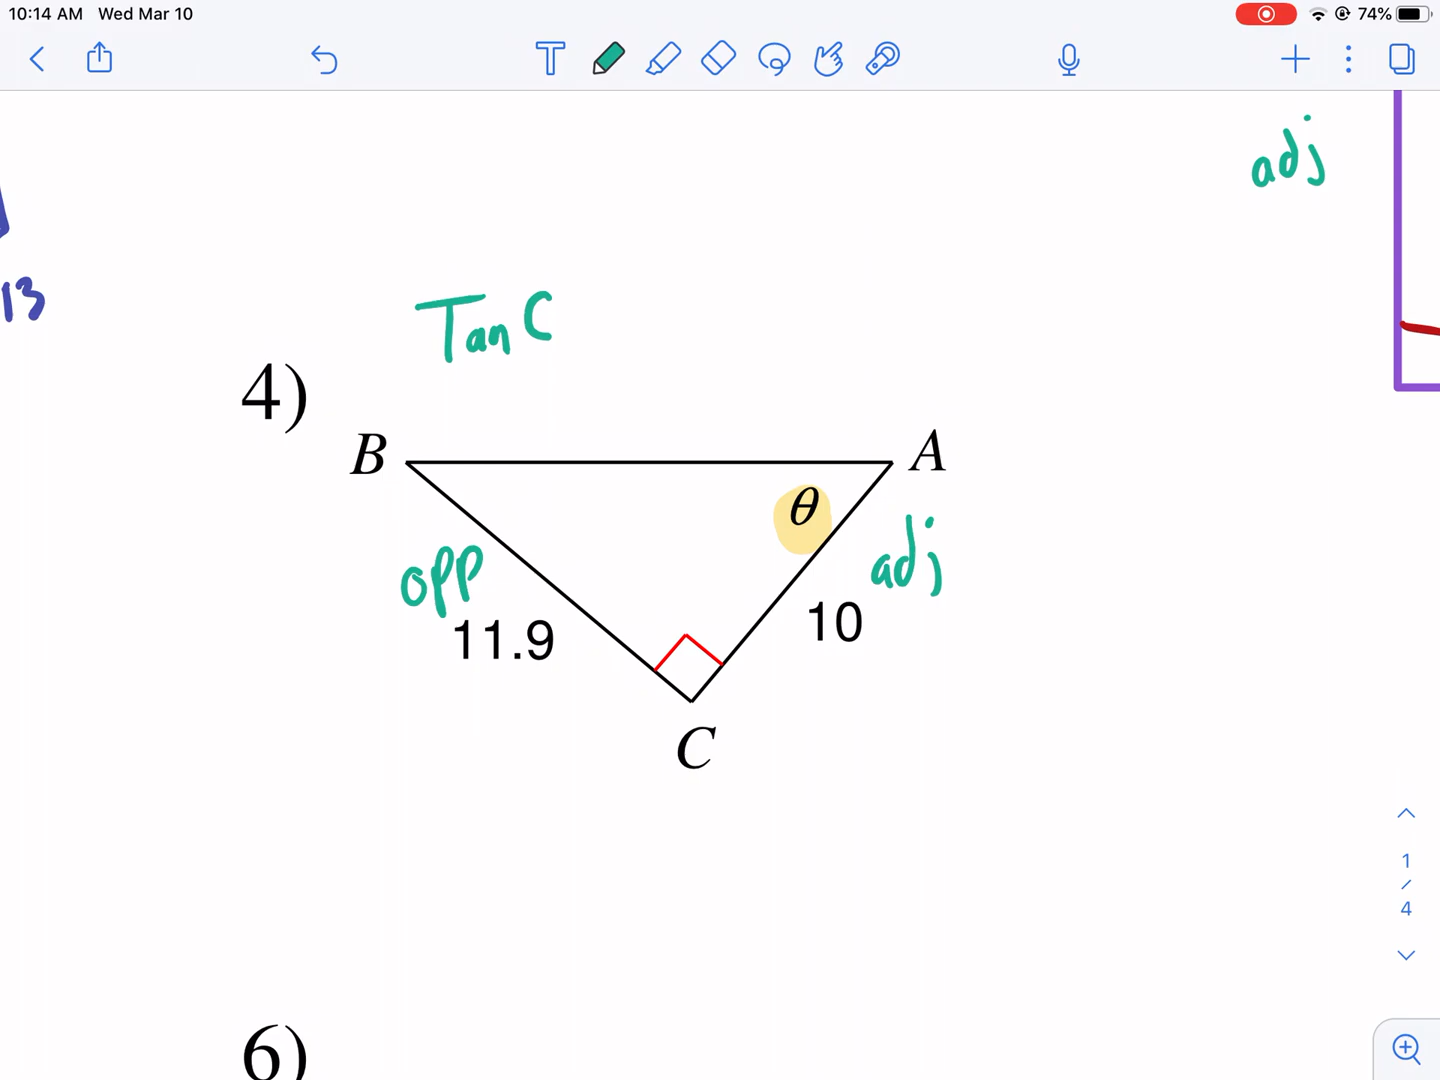 10:14 AM Wed Mar 10
74%
T
adj
13
Tan C
4)
B
A
θ
opp
adj
11.9
10
C
1
/
4
6)